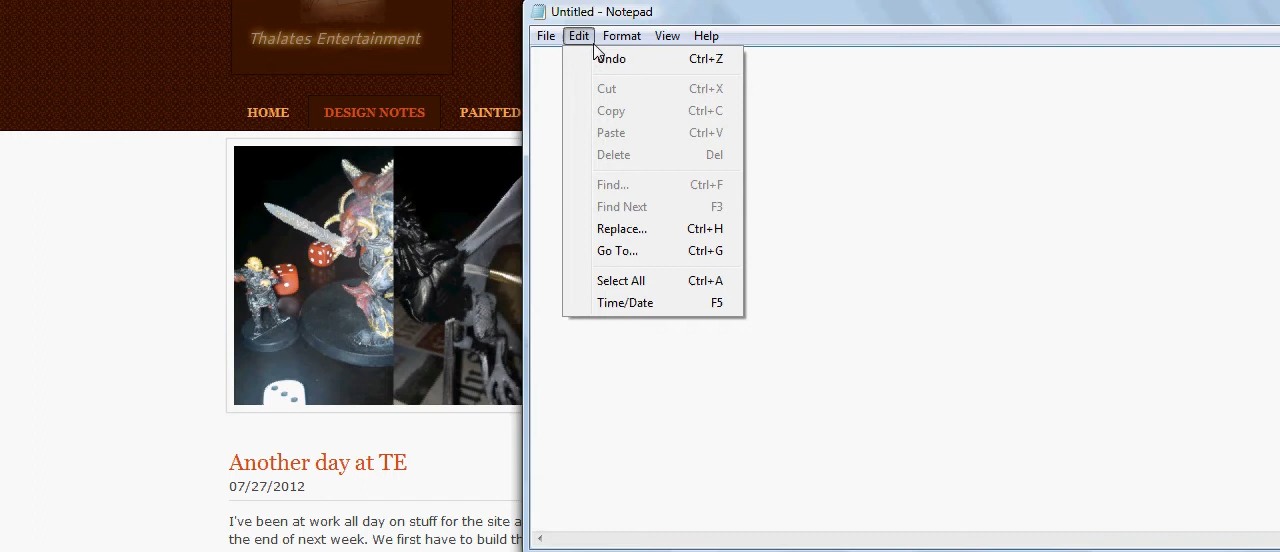 Thalates Entertainment
HOME DESIGN NOTES PAINTED
Another day at TE
07/27/2012
I've been at work all day on stuff for the site a
the end of next week. We first have to build th
Untitled - Notepad
File Edit Format View Help
Undo Ctrl+Z
Cut Ctrl+X
Copy Ctrl+C
Paste Ctrl+V
Delete Del
Find... Ctrl+F
Find Next F3
Replace... Ctrl+H
Go To... Ctrl+G
Select All Ctrl+A
Time/Date F5